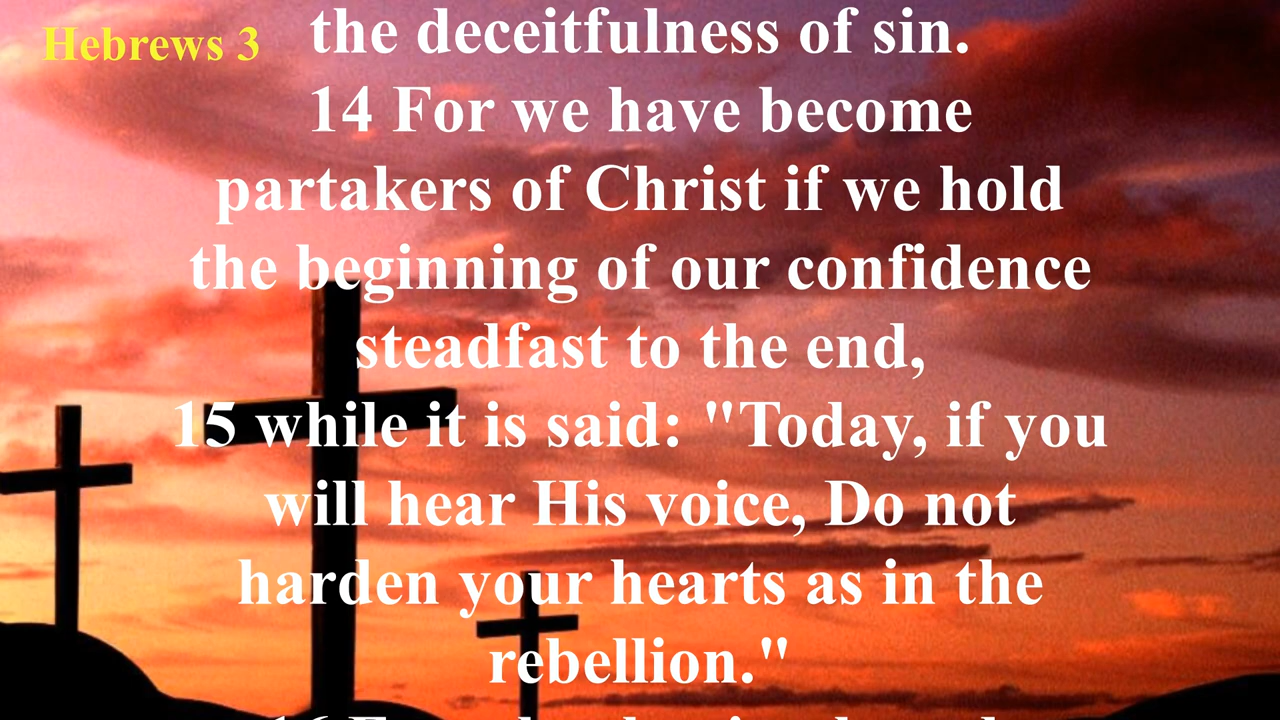 Hebrews 3
the deceitfulness of sin.
14 For we have become
partakers of Christ if we hold
the beginning of our confidence
steadfast to the end,
15 while it is said: "Today, if you
will hear His voice, Do not
harden your hearts as in the
rebellion."